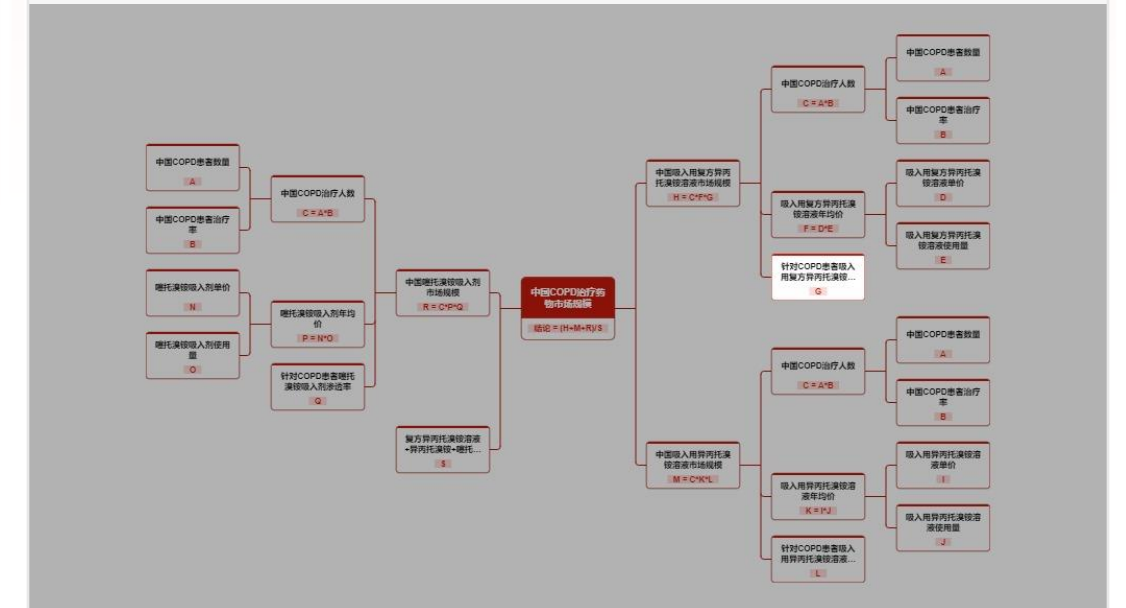 中国COPD治疗药
物市场规模
结论 = (H+M+R)/S
中国噻托溴铵吸入剂
市场规模
R = C*P*Q
中国COPD治疗人数
C = A*B
中国COPD患者数量
A
中国COPD患者治疗
率
B
噻托溴铵吸入剂年均
价
P = N*O
噻托溴铵吸入剂单价
N
噻托溴铵吸入剂使用
量
O
针对COPD患者噻托
溴铵吸入剂渗透率
Q
复方异丙托溴铵溶液
+异丙托溴铵+噻托...
S
中国吸入用复方异丙
托溴铵溶液市场规模
H = C*F*G
中国COPD治疗人数
C = A*B
中国COPD患者数量
A
中国COPD患者治疗
率
B
吸入用复方异丙托溴
铵溶液年均价
F = D*E
吸入用复方异丙托溴
铵溶液单价
D
吸入用复方异丙托溴
铵溶液使用量
E
针对COPD患者吸入
用复方异丙托溴铵...
G
中国吸入用异丙托溴
铵溶液市场规模
M = C*K*L
中国COPD治疗人数
C = A*B
中国COPD患者数量
A
中国COPD患者治疗
率
B
吸入用异丙托溴铵溶
液年均价
K = I*J
吸入用异丙托溴铵溶
液单价
I
吸入用异丙托溴铵溶
液使用量
J
针对COPD患者吸入
用异丙托溴铵溶液...
L